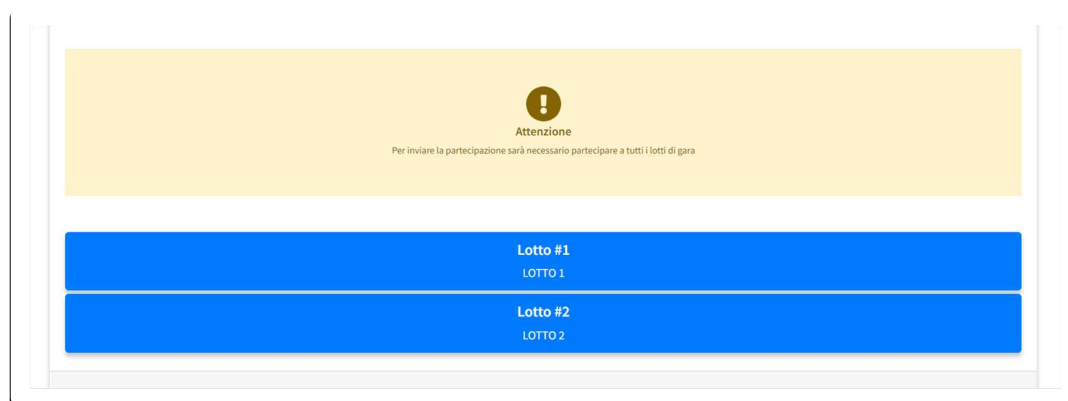 Attenzione
Per inviare la partecipazione sarà necessario partecipare a tutti i lotti di gara
Lotto #1
LOTTO 1
Lotto #2
LOTTO 2